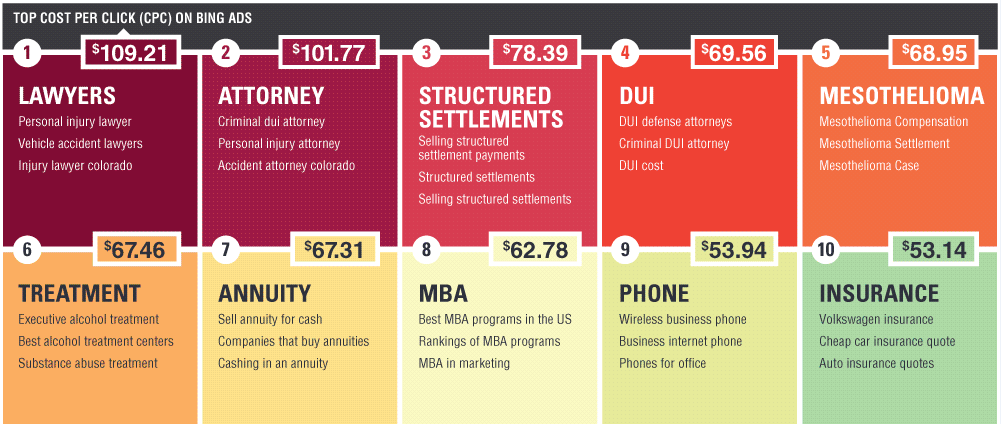 TOP COST PER CLICK (CPC) ON BING ADS
1
$109.21
LAWYERS
Personal injury lawyer
Vehicle accident lawyers
Injury lawyer colorado
2
$101.77
ATTORNEY
Criminal dui attorney
Personal injury attorney
Accident attorney colorado
3
$78.39
STRUCTURED
SETTLEMENTS
Selling structured
settlement payments
Structured settlements
Selling structured settlements
4
$69.56
DUI
DUI defense attorneys
Criminal DUI attorney
DUI cost
5
$68.95
MESOTHELIOMA
Mesothelioma Compensation
Mesothelioma Settlement
Mesothelioma Case
6
$67.46
TREATMENT
Executive alcohol treatment
Best alcohol treatment centers
Substance abuse treatment
7
$67.31
ANNUITY
Sell annuity for cash
Companies that buy annuities
Cashing in an annuity
8
$62.78
MBA
Best MBA programs in the US
Rankings of MBA programs
MBA in marketing
9
$53.94
PHONE
Wireless business phone
Business internet phone
Phones for office
10
$53.14
INSURANCE
Volkswagen insurance
Cheap car insurance quote
Auto insurance quotes